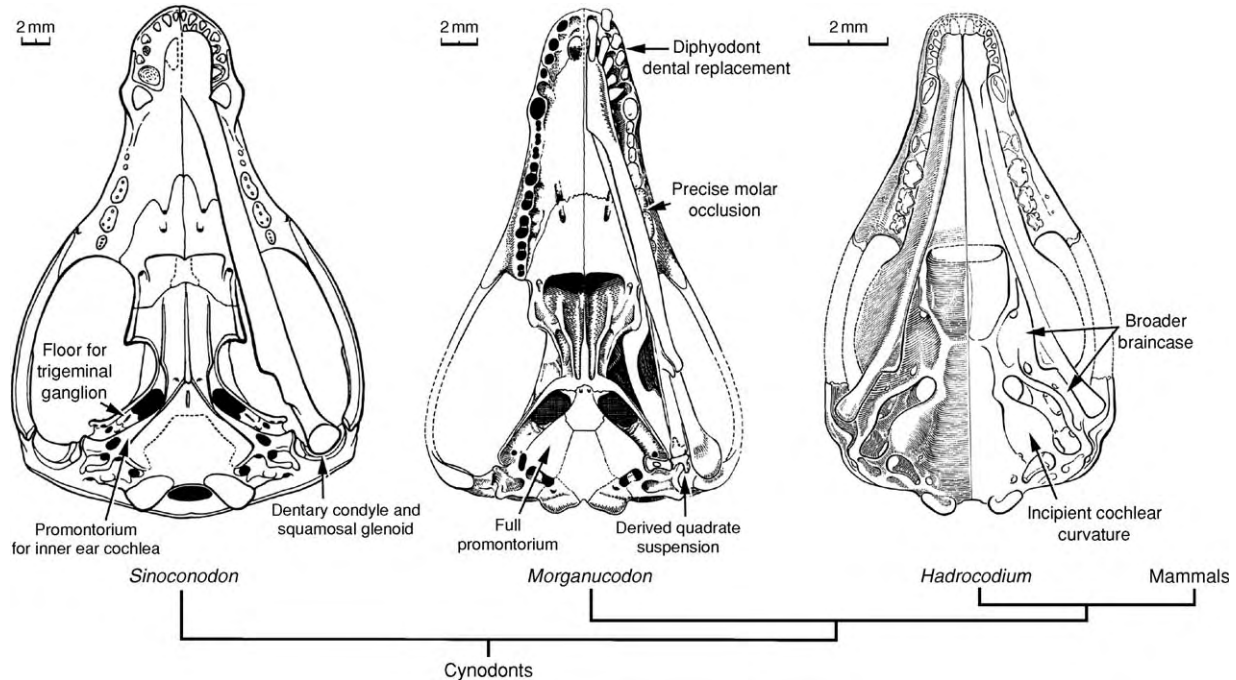 2 mm
2 mm
2 mm
Diphyodont
dental replacement
Precise molar
occlusion
Floor for
trigeminal
ganglion
Broader
braincase
Promontorium
for inner ear cochlea
Dentary condyle and
squamosal glenoid
Full
promontorium
Derived quadrate
suspension
Incipient cochlear
curvature
Sinoconodon
Morganucodon
Hadrocodium
Mammals
Cynodonts